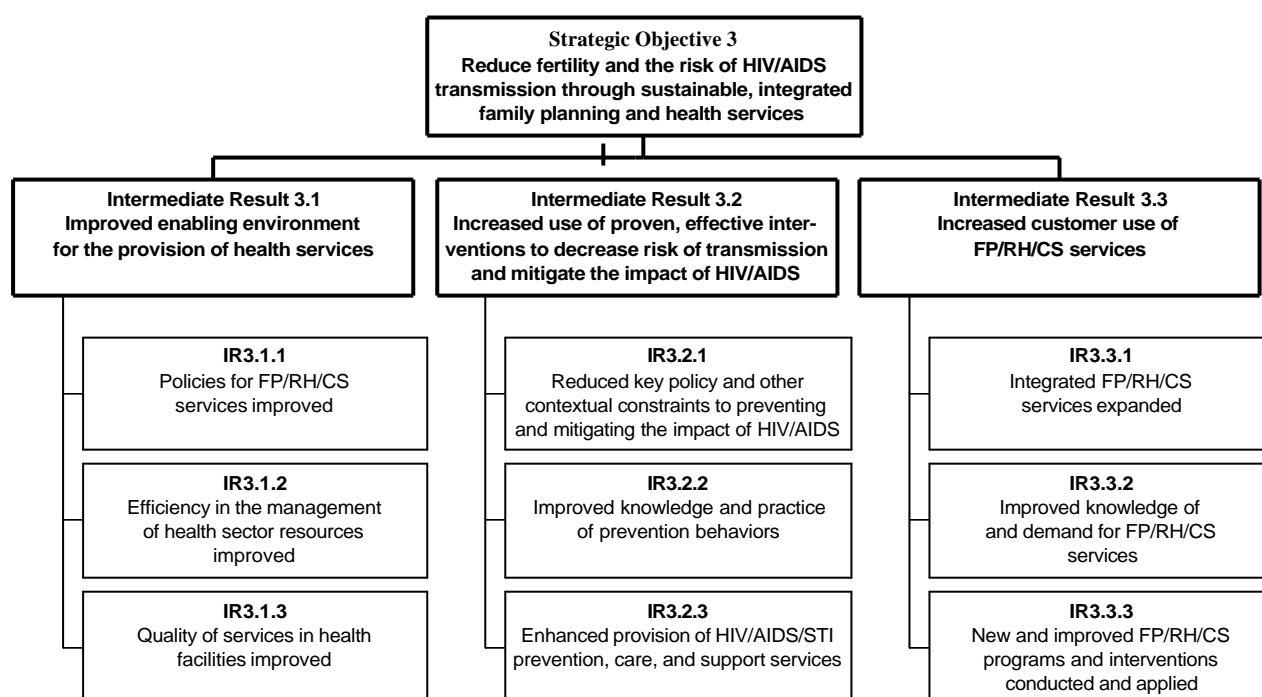 Strategic Objective 3
Reduce fertility and the risk of HIV/AIDS
transmission through sustainable, integrated
family planning and health services
Intermediate Result 3.1
Improved enabling environment
for the provision of health services
Intermediate Result 3.2
Increased use of proven, effective inter-
ventions to decrease risk of transmission
and mitigate the impact of HIV/AIDS
Intermediate Result 3.3
Increased customer use of
FP/RH/CS services
IR3.1.1
Policies for FP/RH/CS
services improved
IR3.2.1
Reduced key policy and other
contextual constraints to preventing
and mitigating the impact of HIV/AIDS
IR3.3.1
Integrated FP/RH/CS
services expanded
IR3.1.2
Efficiency in the management
of health sector resources
improved
IR3.2.2
Improved knowledge and practice
of prevention behaviors
IR3.3.2
Improved knowledge of
and demand for FP/RH/CS
services
IR3.1.3
Quality of services in health
facilities improved
IR3.2.3
Enhanced provision of HIV/AIDS/STI
prevention, care, and support services
IR3.3.3
New and improved FP/RH/CS
programs and interventions
conducted and applied